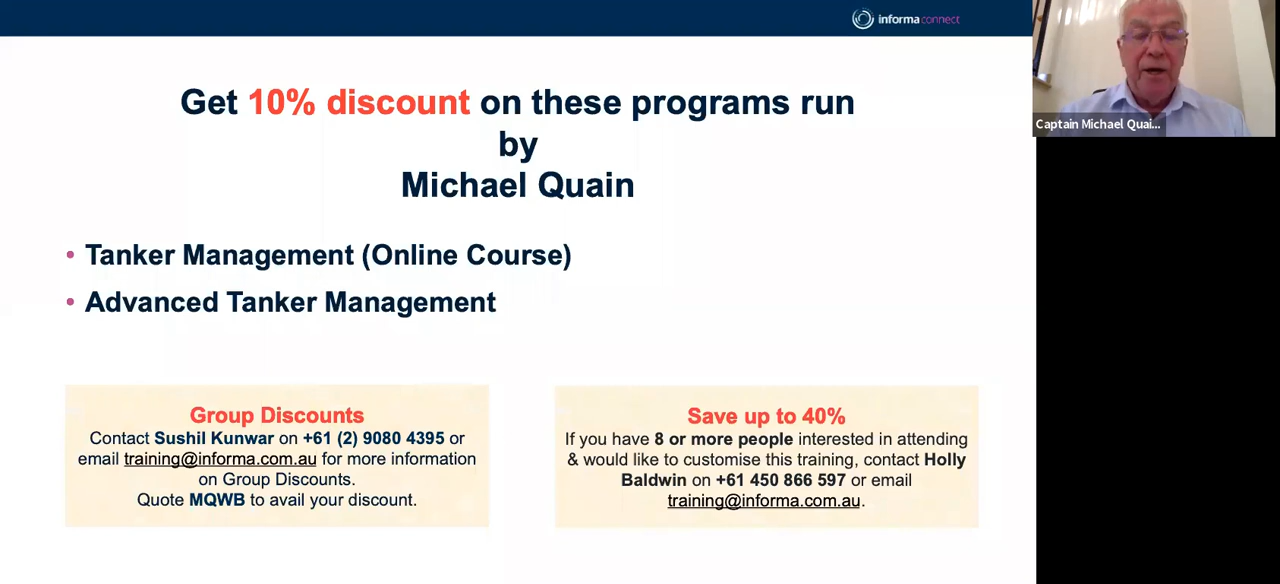 informa connect
Get 10% discount on these programs run
by
Michael Quain
• Tanker Management (Online Course)
• Advanced Tanker Management
Group Discounts
Contact Sushil Kunwar on +61 (2) 9080 4395 or
email training@informa.com.au for more information
on Group Discounts.
Quote MQWB to avail your discount.
Save up to 40%
If you have 8 or more people interested in attending
& would like to customise this training, contact Holly
Baldwin on +61 450 866 597 or email
training@informa.com.au.
Captain Michael Quai...